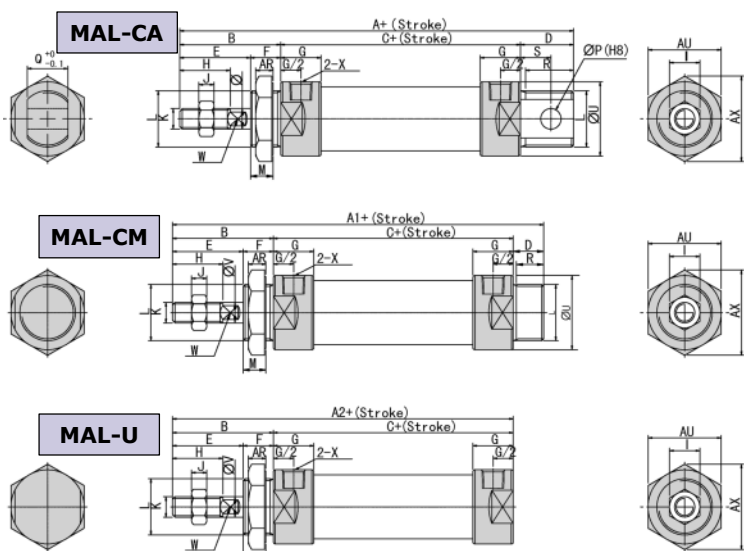 MAL-CA
A+(Stroke)
B C+(Stroke) D
E F G G S
H AR G/2 2-X G/2 R
J Ø
ØP(H8)
Q +0 -0.1
L K W M L ØU
AU
I
AX
MAL-CM
A1+(Stroke)
B C+(Stroke)
E F G G D
H AR G/2 2-X G/2 R
J ØV
L K W M L ØU
AU
I
AX
MAL-U
A2+(Stroke)
B C+(Stroke)
E F G G
H AR G/2 2-X G/2
J ØV
L K W
AU
I
AX